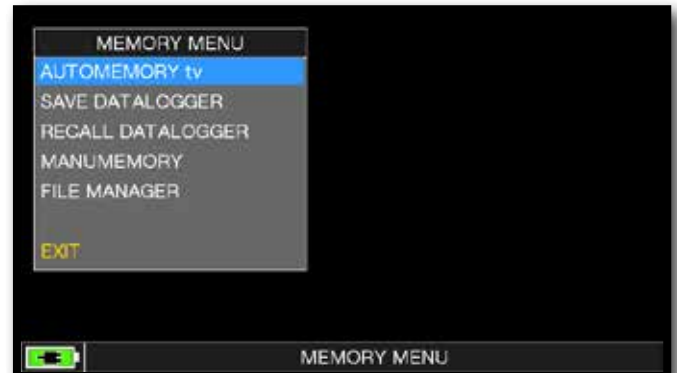 MEMORY MENU
AUTOMEMORY tv
SAVE DATALOGGER
RECALL DATALOGGER
MANUMEMORY
FILE MANAGER
EXIT
MEMORY MENU